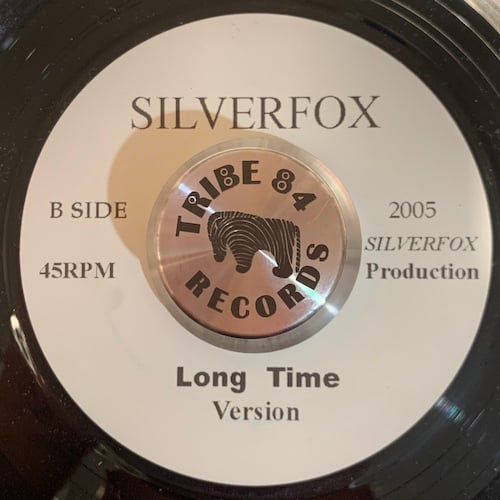 SILVERFOX
TRIBE 84
RECORDS
B SIDE
45RPM
2005
SILVERFOX
Production
Long Time
Version